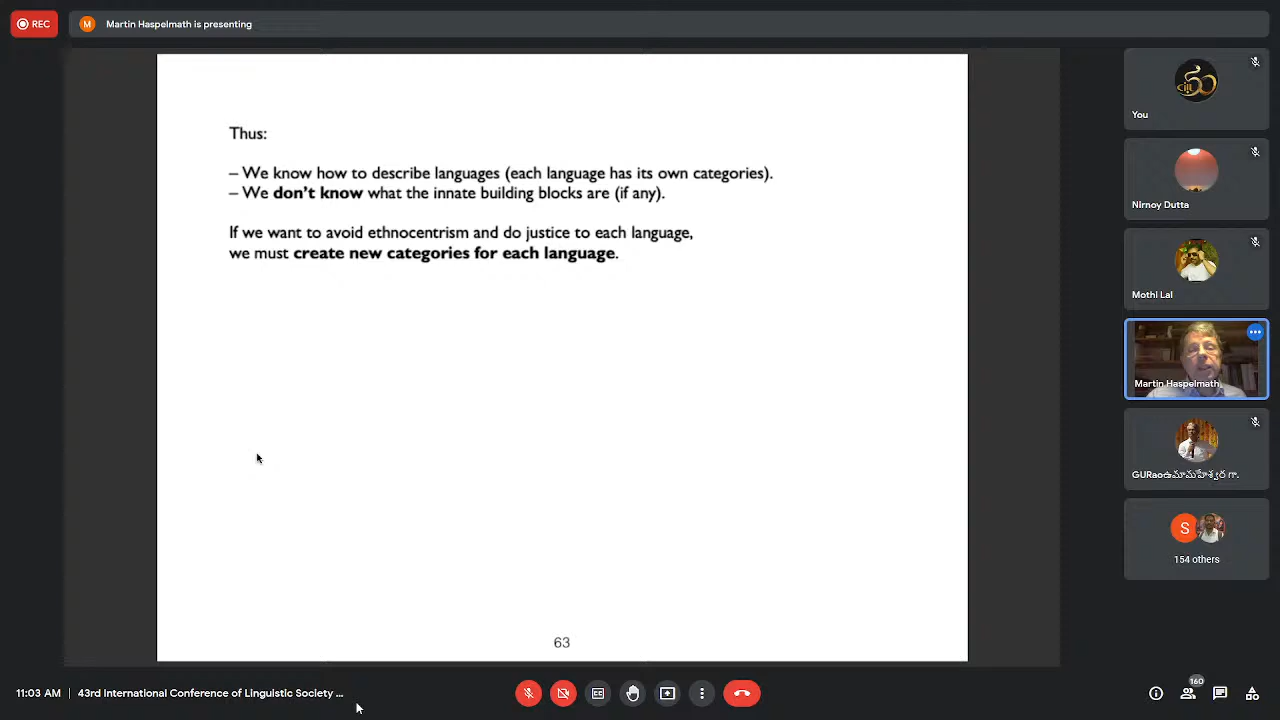 REC
M
Martin Haspelmath is presenting
Thus:
– We know how to describe languages (each language has its own categories).
– We don't know what the innate building blocks are (if any).
If we want to avoid ethnocentrism and do justice to each language,
we must create new categories for each language.
63
You
Nirnoy Dutta
Mothi Lal
Martin Haspelmath
GURao
S
154 others
11:03 AM | 43rd International Conference of Linguistic Society ...
160